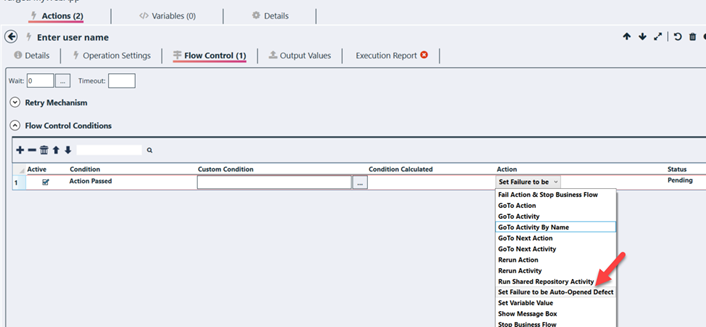 Actions (2)
Variables (0)
Details
Enter user name
Details
Operation Settings
Flow Control (1)
Output Values
Execution Report
Wait: 0 ... Timeout:
Retry Mechanism
Flow Control Conditions
Active Condition Custom Condition Condition Calculated Action Status
1 Action Passed ... Set Failure to be Pending
Fail Action & Stop Business Flow
GoTo Action
GoTo Activity
GoTo Activity By Name
GoTo Next Action
GoTo Next Activity
Rerun Action
Rerun Activity
Run Shared Repository Activity
Set Failure to be Auto-Opened Defect
Set Variable Value
Show Message Box
Stop Business Flow